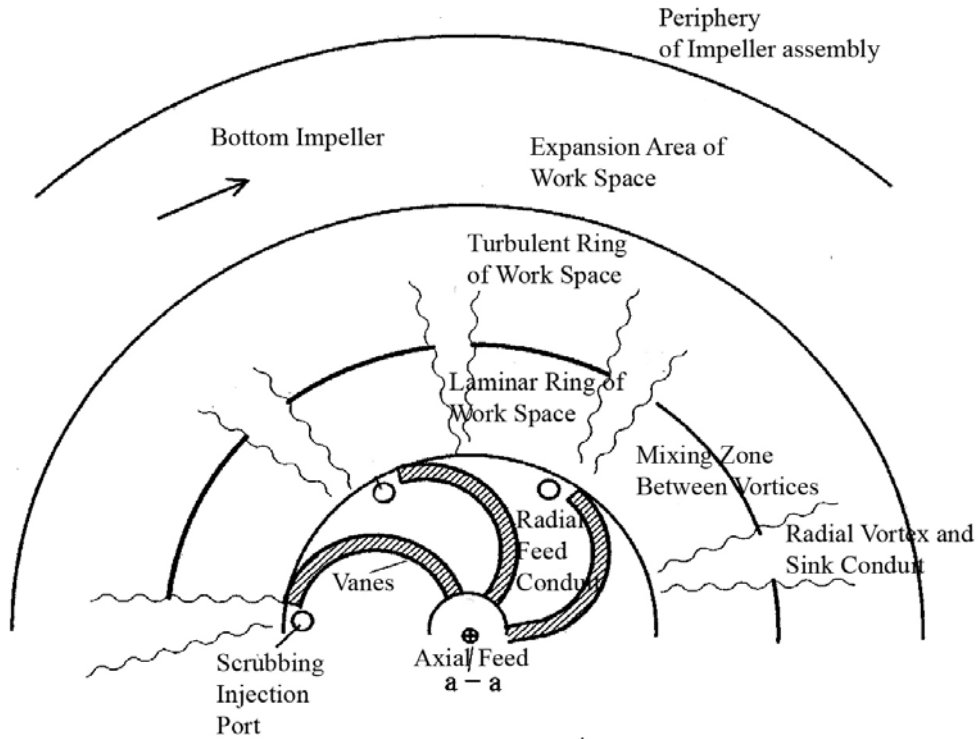 Periphery
of Impeller assembly
Bottom Impeller
Expansion Area of
Work Space
Turbulent Ring
of Work Space
Laminar Ring of
Work Space
Mixing Zone
Between Vortices
Radial
Feed
Conduit
Radial Vortex and
Sink Conduit
Vanes
Scrubbing
Injection
Port
Axial Feed
a – a